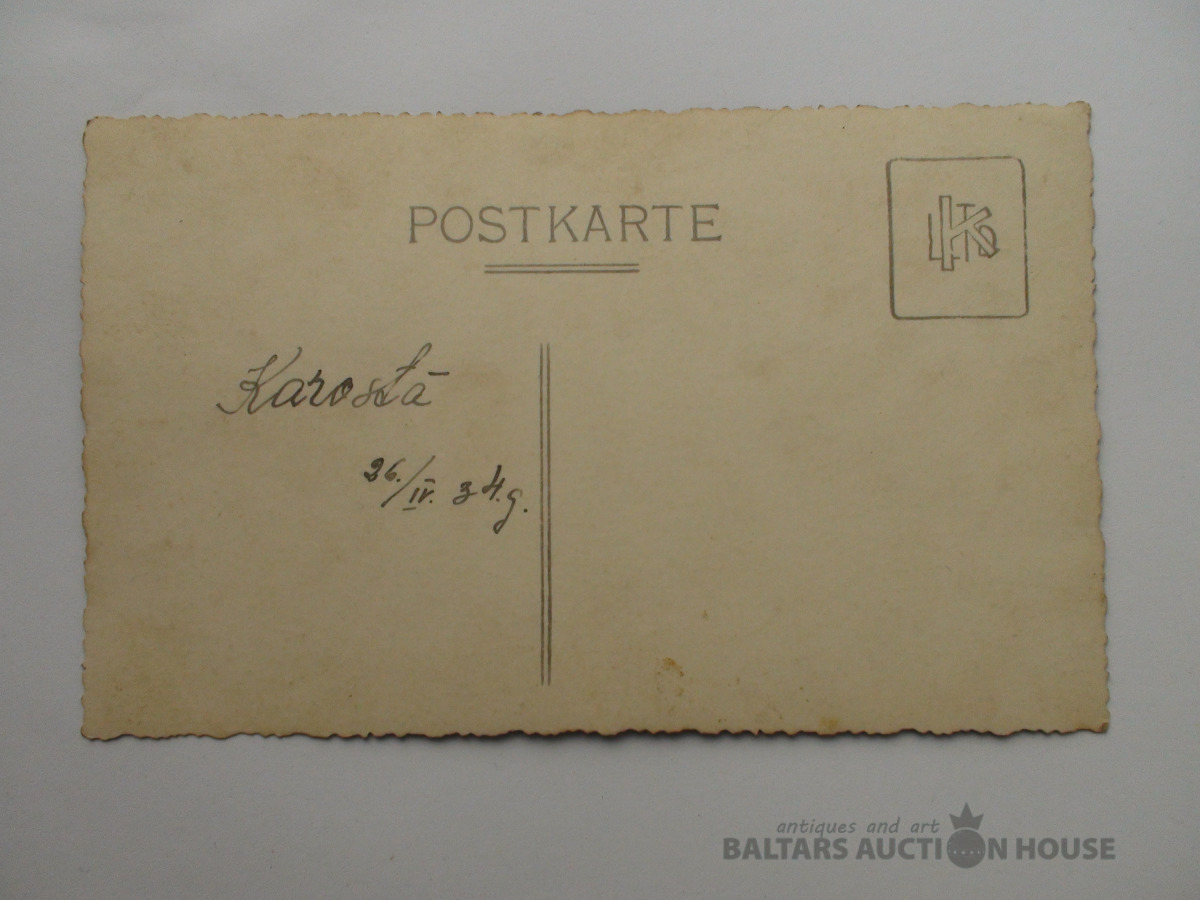 POSTKARTE
Karostā
26./IV. 34.g.
antiques and art
BALTARS AUCTION HOUSE